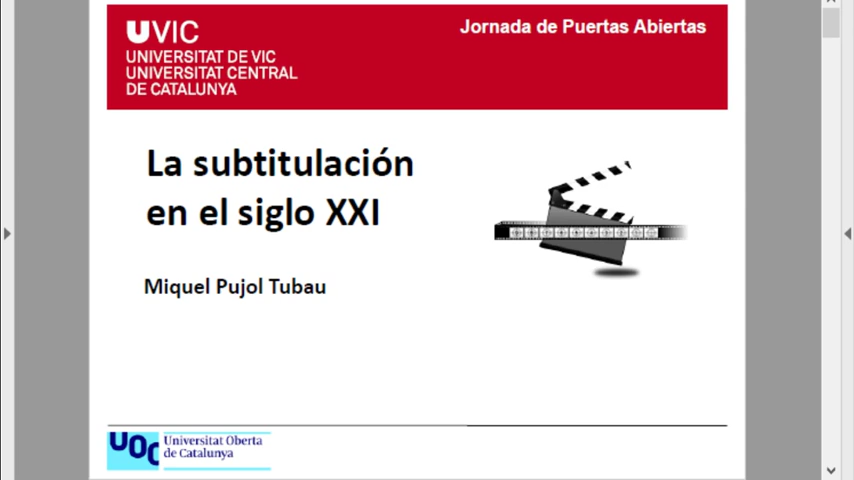 UVIC
UNIVERSITAT DE VIC
UNIVERSITAT CENTRAL
DE CATALUNYA
Jornada de Puertas Abiertas
La subtitulación
en el siglo XXI
Miquel Pujol Tubau
UOC
Universitat Oberta
de Catalunya